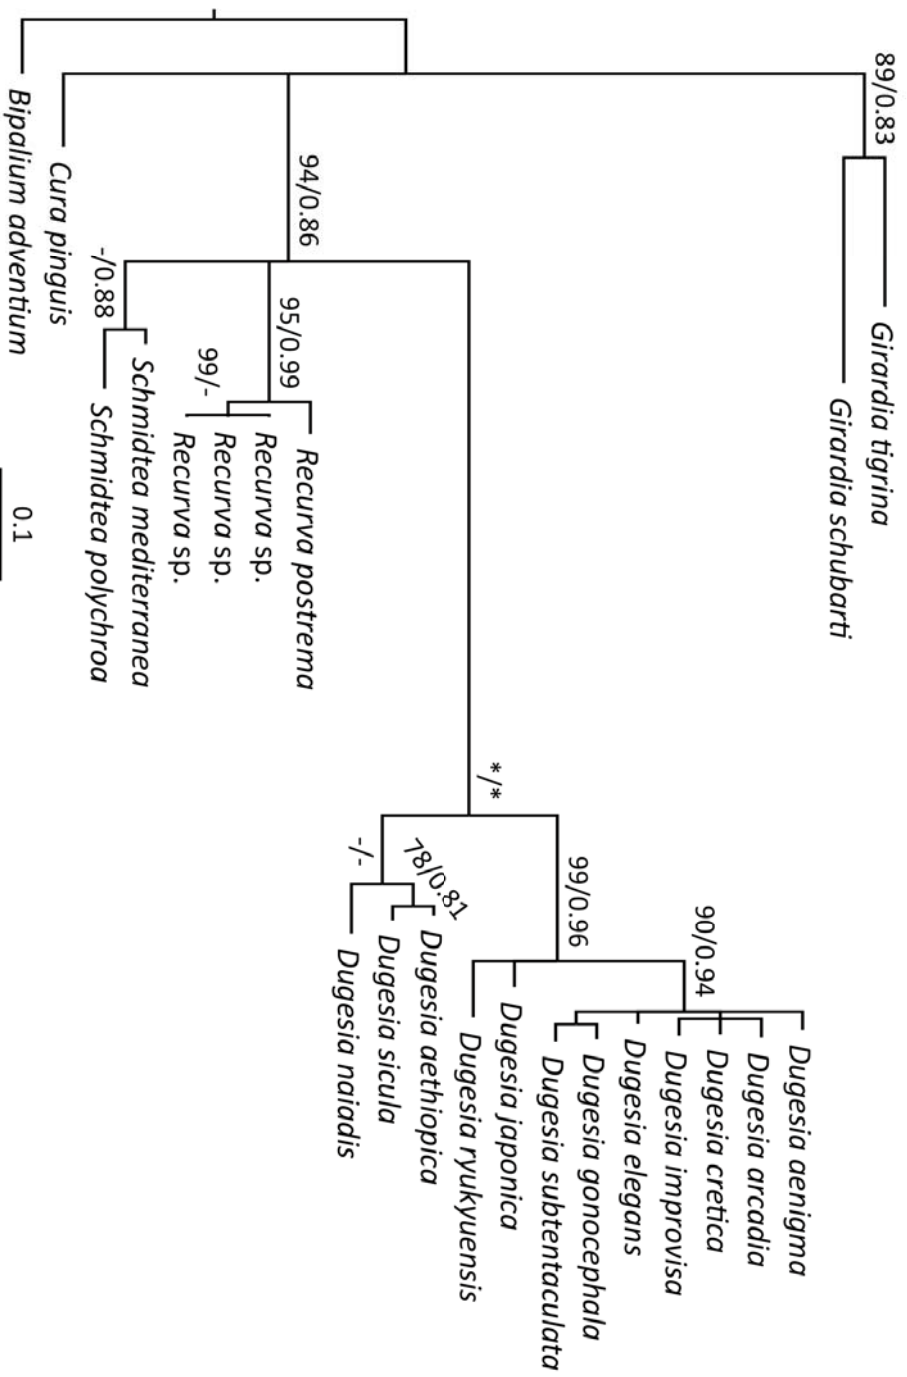 89/0.83
Girardia tigrina
Girardia schubarti
*/*
99/0.96
90/0.94
Dugesia aenigma
Dugesia arcadia
Dugesia cretica
Dugesia improvisa
Dugesia elegans
Dugesia gonocephala
Dugesia subtentaculata
Dugesia japonica
Dugesia ryukyuensis
78/0.81
Dugesia aethiopica
Dugesia sicula
-/-
Dugesia naiadis
94/0.86
95/0.99
Recurva postrema
Recurva sp.
99/-
Recurva sp.
Recurva sp.
-/0.88
Schmidtea mediterranea
Schmidtea polychroa
Cura pinguis
Bipalium adventium
0.1